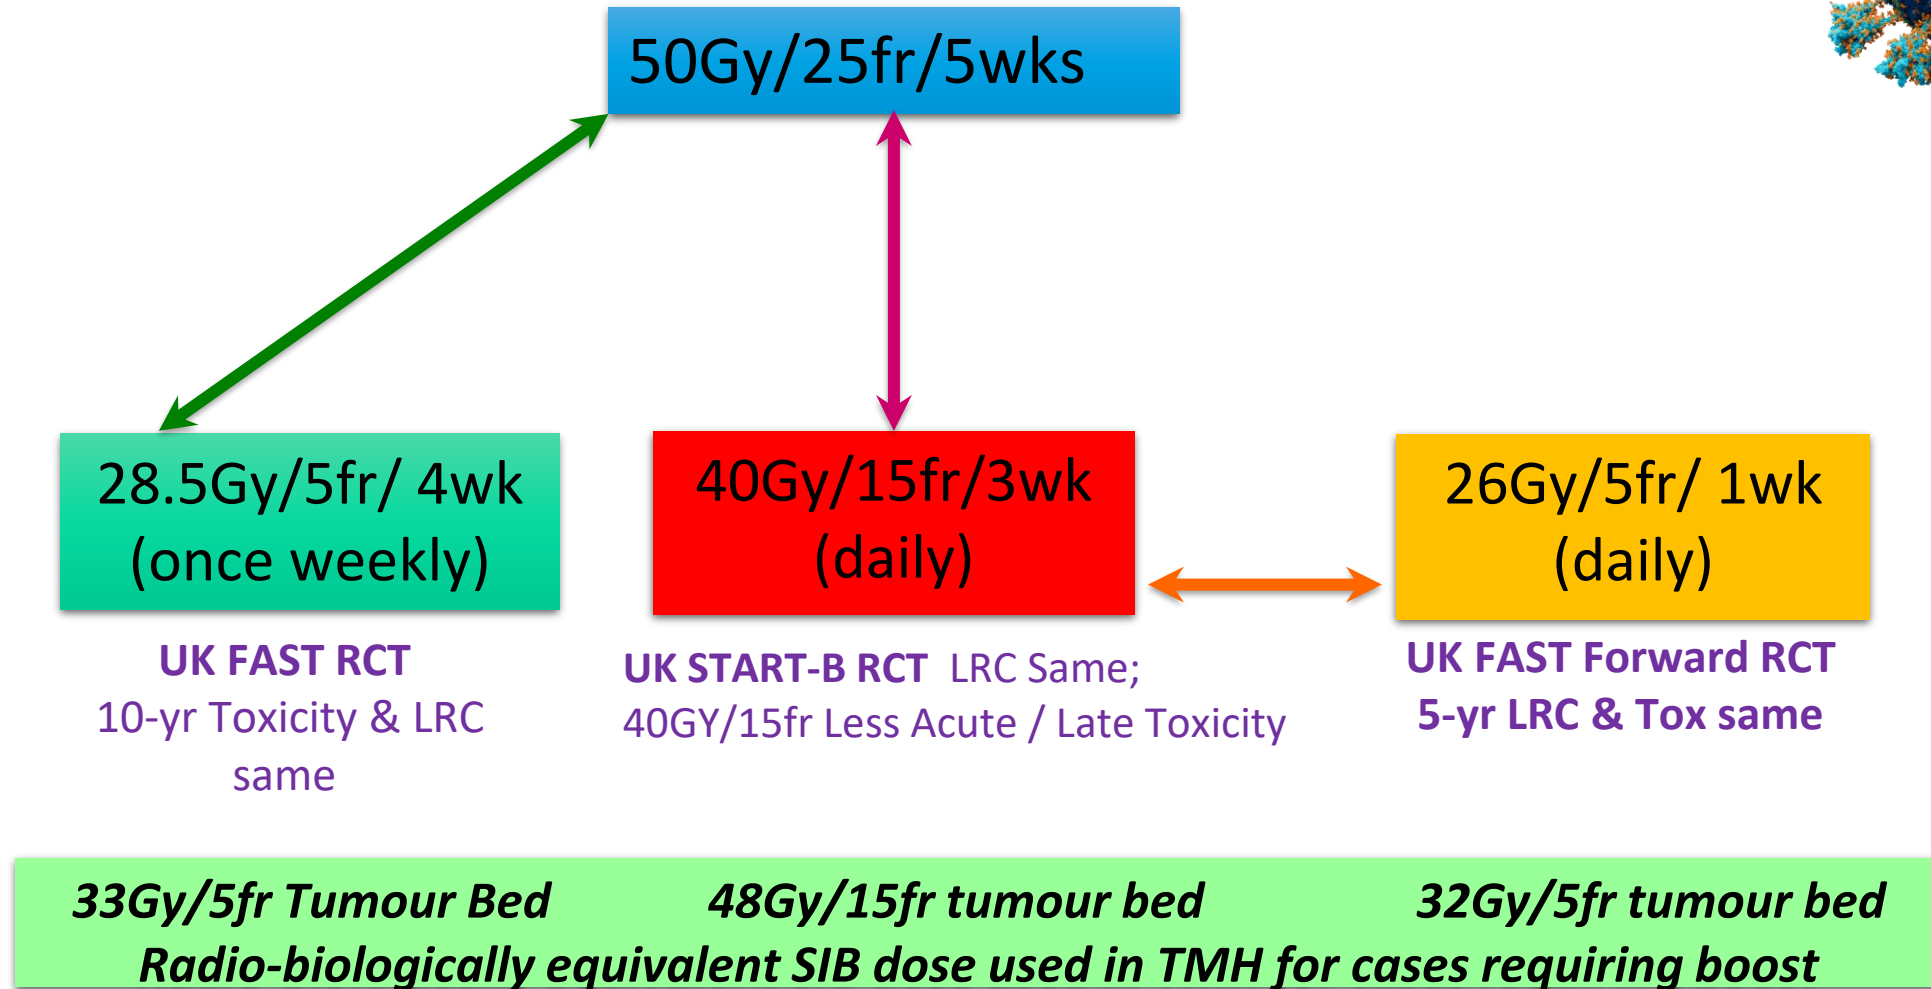 50Gy/25fr/5wks
28.5Gy/5fr/ 4wk
(once weekly)
40Gy/15fr/3wk
(daily)
26Gy/5fr/ 1wk
(daily)
UK FAST RCT
10-yr Toxicity & LRC
same
UK START-B RCT LRC Same;
40GY/15fr Less Acute / Late Toxicity
UK FAST Forward RCT
5-yr LRC & Tox same
33Gy/5fr Tumour Bed 48Gy/15fr tumour bed 32Gy/5fr tumour bed
Radio-biologically equivalent SIB dose used in TMH for cases requiring boost